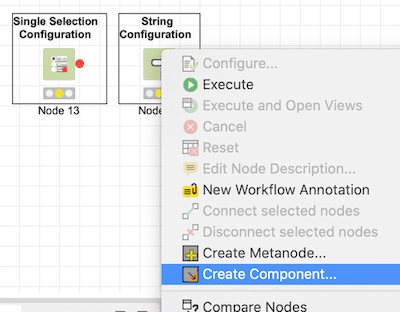 Single Selection
Configuration
String
Configuration
Node 13
Node
Configure...
Execute
Execute and Open Views
Cancel
Reset
Edit Node Description...
New Workflow Annotation
Connect selected nodes
Disconnect selected nodes
Create Metanode...
Create Component...
Compare Nodes